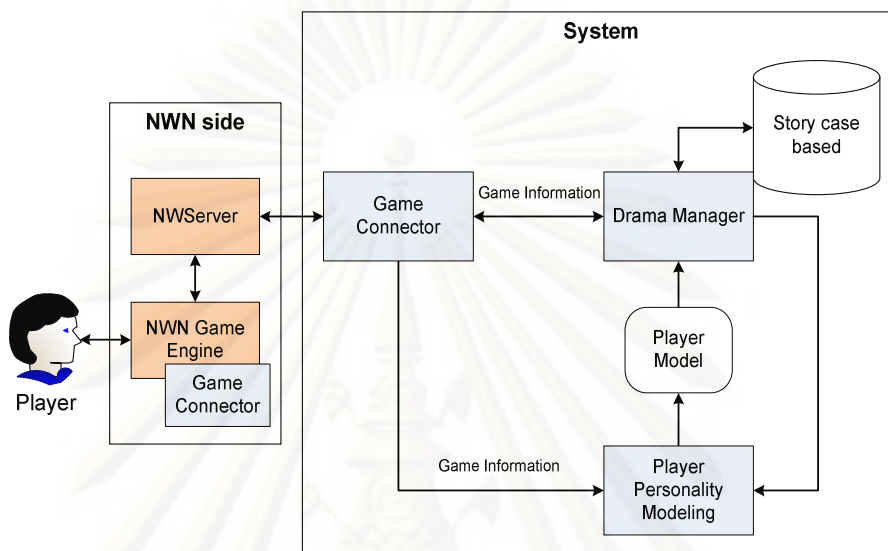 System
NWN side
Story case
based
NWServer
Game
Connector
Game Information
Drama Manager
NWN Game
Engine
Game
Connector
Player
Player
Model
Game Information
Player
Personality
Modeling